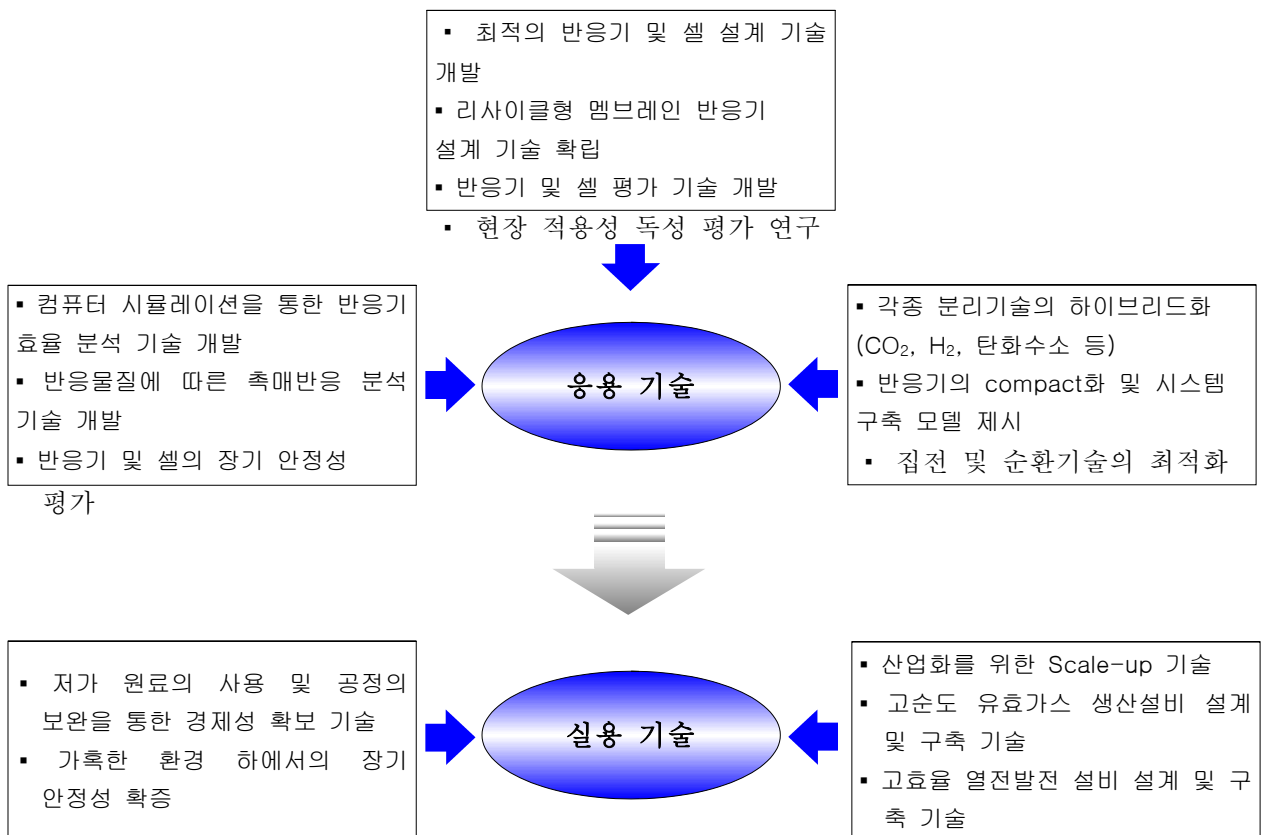 ▪ 최적의 반응기 및 셀 설계 기술
개발
▪ 리사이클형 멤브레인 반응기
설계 기술 확립
▪ 반응기 및 셀 평가 기술 개발
▪ 현장 적용성 독성 평가 연구
▪ 컴퓨터 시뮬레이션을 통한 반응기
효율 분석 기술 개발
▪ 반응물질에 따른 촉매반응 분석
기술 개발
▪ 반응기 및 셀의 장기 안정성
평가
응용 기술
▪ 각종 분리기술의 하이브리드화
(CO₂, H₂, 탄화수소 등)
▪ 반응기의 compact화 및 시스템
구축 모델 제시
▪ 집전 및 순환기술의 최적화
▪ 저가 원료의 사용 및 공정의
보완을 통한 경제성 확보 기술
▪ 가혹한 환경 하에서의 장기
안정성 확증
실용 기술
▪ 산업화를 위한 Scale-up 기술
▪ 고순도 유효가스 생산설비 설계
및 구축 기술
▪ 고효율 열전발전 설비 설계 및 구
축 기술